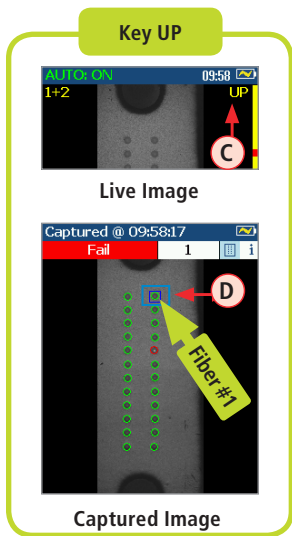 Key UP
AUTO: ON 09:58
1+2 UP
C
Live Image
Captured @ 09:58:17
Fail 1 i
D
Fiber #1
Captured Image